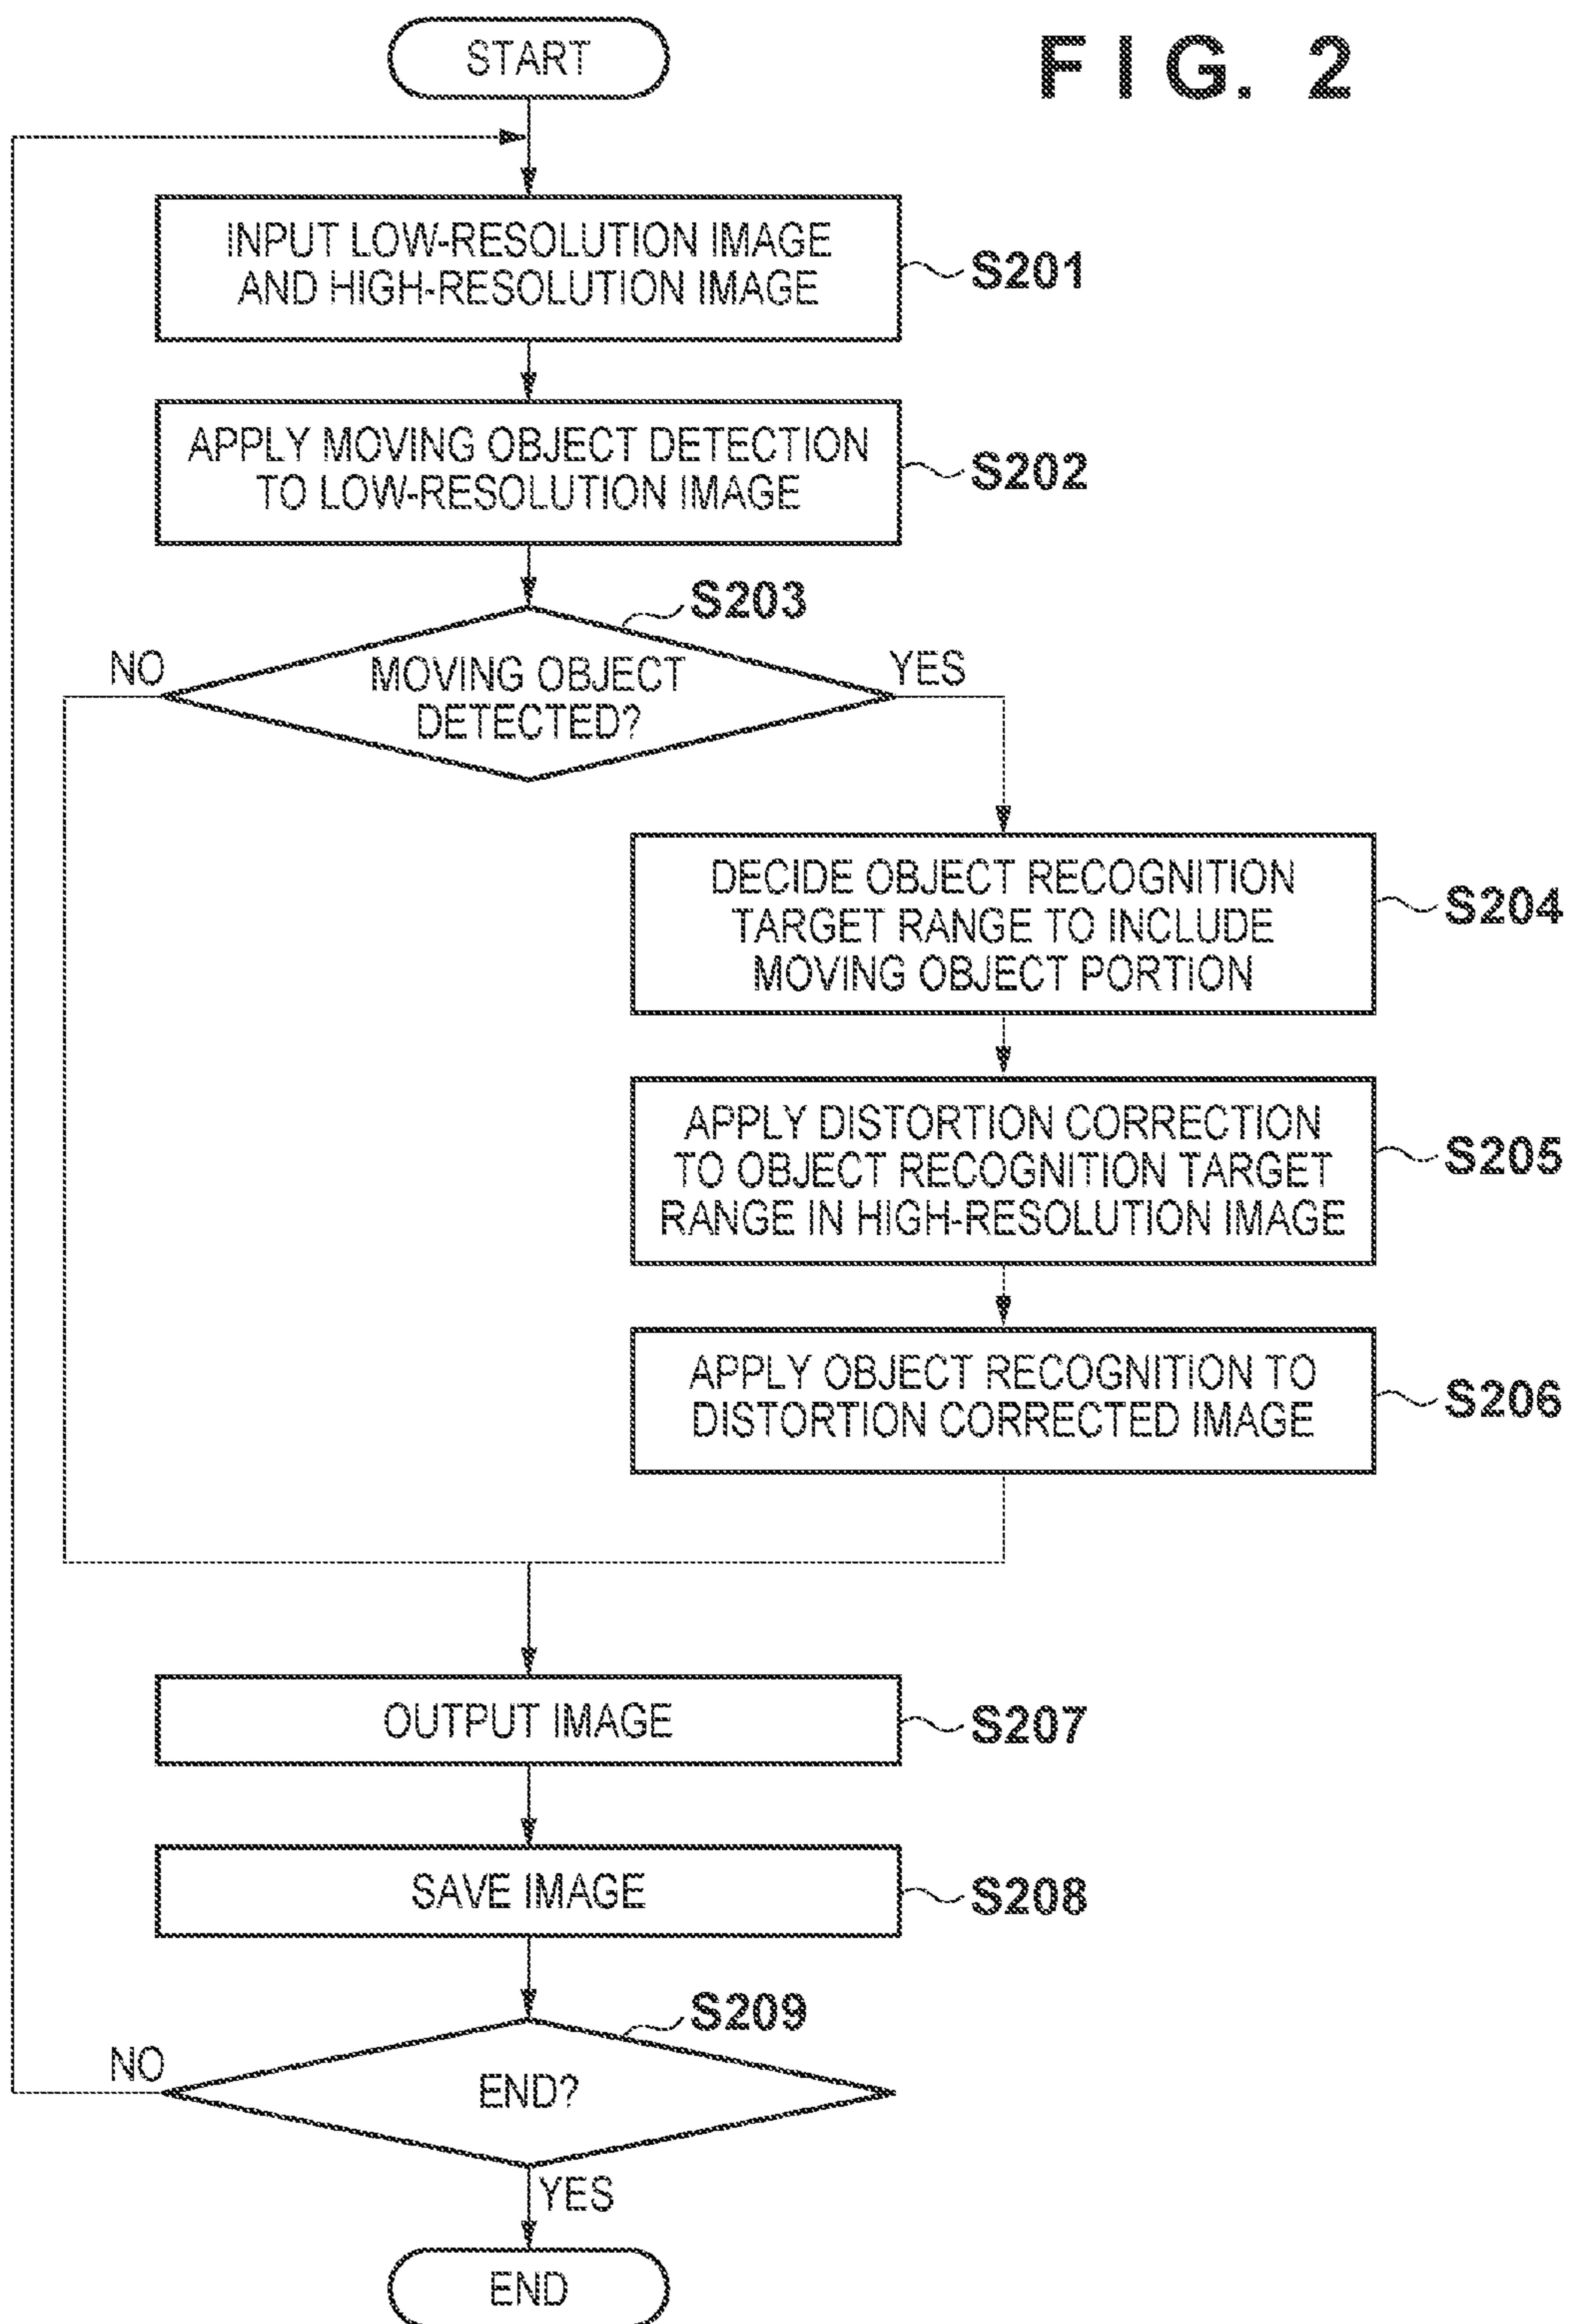 START
F I G. 2
INPUT LOW-RESOLUTION IMAGE
AND HIGH-RESOLUTION IMAGE
S201
APPLY MOVING OBJECT DETECTION
TO LOW-RESOLUTION IMAGE
S202
S203
NO
MOVING OBJECT
DETECTED?
YES
DECIDE OBJECT RECOGNITION
TARGET RANGE TO INCLUDE
MOVING OBJECT PORTION
S204
APPLY DISTORTION CORRECTION
TO OBJECT RECOGNITION TARGET
RANGE IN HIGH-RESOLUTION IMAGE
S205
APPLY OBJECT RECOGNITION TO
DISTORTION CORRECTED IMAGE
S206
OUTPUT IMAGE
S207
SAVE IMAGE
S208
S209
NO
END?
YES
END